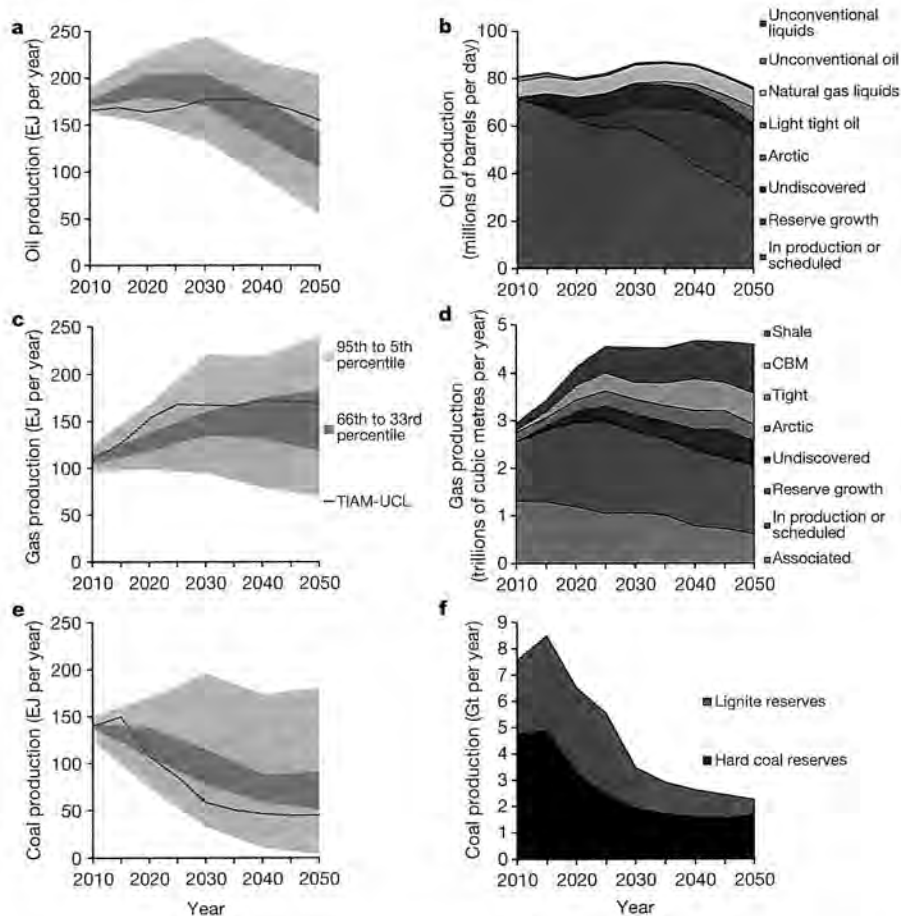 a
Oil production (EJ per year)
250
200
150
100
50
0
2010 2020 2030 2040 2050
b
Oil production
(millions of barrels per day)
100
80
60
40
20
0
2010 2020 2030 2040 2050
Unconventional
liquids
Unconventional oil
Natural gas liquids
Light tight oil
Arctic
Undiscovered
Reserve growth
In production or
scheduled
c
Gas production (EJ per year)
250
200
150
100
50
0
2010 2020 2030 2040 2050
95th to 5th
percentile
66th to 33rd
percentile
TIAM-UCL
d
Gas production
(trillions of cubic metres per year)
5
4
3
2
1
0
2010 2020 2030 2040 2050
Shale
CBM
Tight
Arctic
Undiscovered
Reserve growth
In production or
scheduled
Associated
e
Coal production (EJ per year)
250
200
150
100
50
0
2010 2020 2030 2040 2050
Year
f
Coal production (Gt per year)
9
8
7
6
5
4
3
2
1
0
2010 2020 2030 2040 2050
Year
Lignite reserves
Hard coal reserves